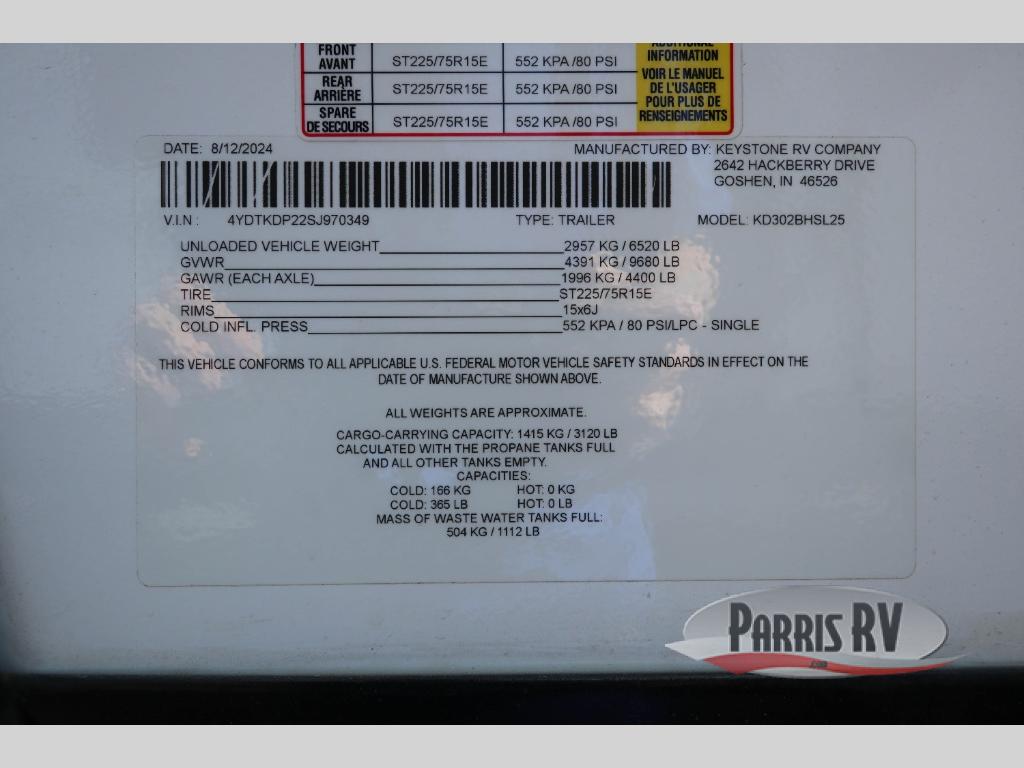 FRONT
AVANT
ST225/75R15E
552 KPA /80 PSI
REAR
ARRIÈRE
ST225/75R15E
552 KPA /80 PSI
SPARE
DE SECOURS
ST225/75R15E
552 KPA /80 PSI
ADDITIONAL
INFORMATION
VOIR LE MANUEL
DE L'USAGER
POUR PLUS DE
RENSEIGNEMENTS
DATE: 8/12/2024
MANUFACTURED BY: KEYSTONE RV COMPANY
2642 HACKBERRY DRIVE
GOSHEN, IN 46526
V.I.N : 4YDTKDP22SJ970349 TYPE: TRAILER MODEL: KD302BHSL25
UNLOADED VEHICLE WEIGHT 2957 KG / 6520 LB
GVWR 4391 KG / 9680 LB
GAWR (EACH AXLE) 1996 KG / 4400 LB
TIRE ST225/75R15E
RIMS 15x6J
COLD INFL. PRESS 552 KPA / 80 PSI/LPC - SINGLE
THIS VEHICLE CONFORMS TO ALL APPLICABLE U.S. FEDERAL MOTOR VEHICLE SAFETY STANDARDS IN EFFECT ON THE
DATE OF MANUFACTURE SHOWN ABOVE.
ALL WEIGHTS ARE APPROXIMATE.
CARGO-CARRYING CAPACITY: 1415 KG / 3120 LB
CALCULATED WITH THE PROPANE TANKS FULL
AND ALL OTHER TANKS EMPTY.
CAPACITIES:
COLD: 166 KG HOT: 0 KG
COLD: 365 LB HOT: 0 LB
MASS OF WASTE WATER TANKS FULL:
504 KG / 1112 LB
PARRIS RV
.com